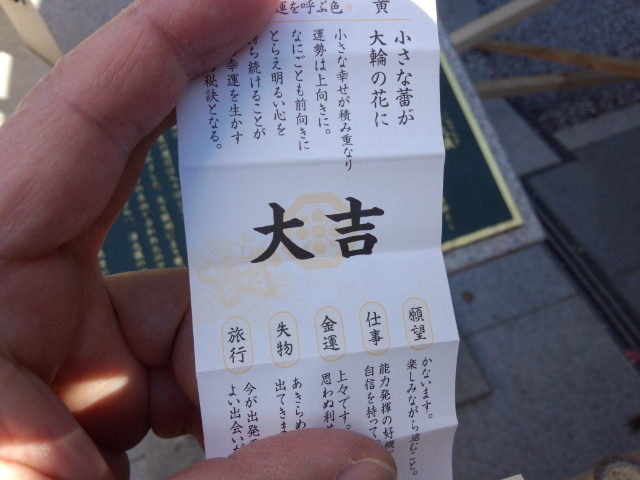 運を呼ぶ色 黄
小さな蕾が
大輪の花に
小さな幸せが積み重なり
運勢は上向きに。
なにごとも前向きに
とらえ明るい心を
ち続けることが
幸運を生かす
秘訣となる。
大吉
願望
かないます。
楽しみながら進むこと。
仕事
能力発揮の好機
自信を持って
金運
上々です。
思わぬ利
失物
あきらめ
出てきま
旅行
今が出発の
よい出会いが